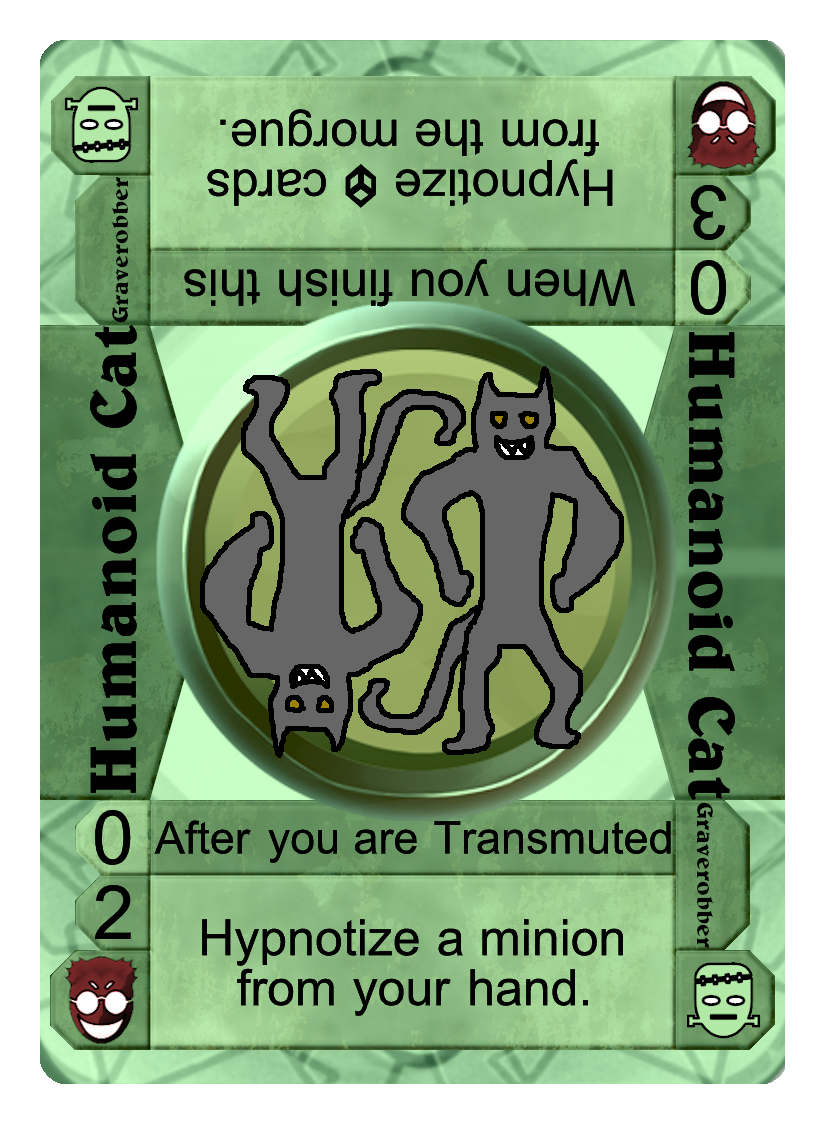 When you finish this
Hypnotize cards
from the morgue.
0
3
Humanoid Cat
Graverobber
Humanoid Cat
Graverobber
0
After you are Transmuted
2
Hypnotize a minion
from your hand.